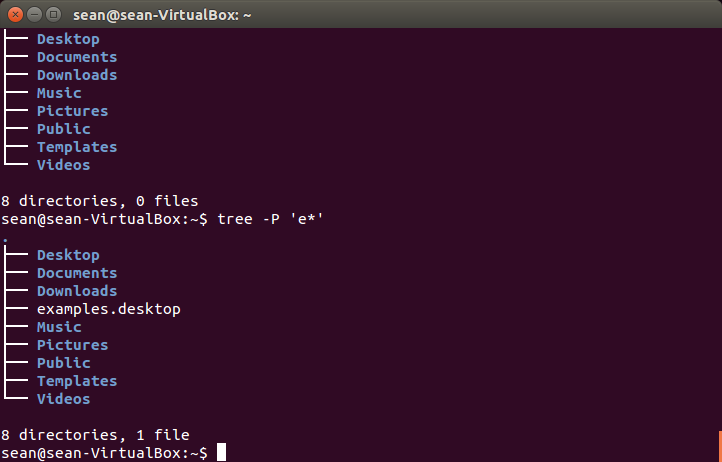 sean@sean-VirtualBox: ~
├── Desktop
├── Documents
├── Downloads
├── Music
├── Pictures
├── Public
├── Templates
└── Videos
8 directories, 0 files
sean@sean-VirtualBox:~$ tree -P 'e*'
.
├── Desktop
├── Documents
├── Downloads
├── examples.desktop
├── Music
├── Pictures
├── Public
├── Templates
└── Videos
8 directories, 1 file
sean@sean-VirtualBox:~$